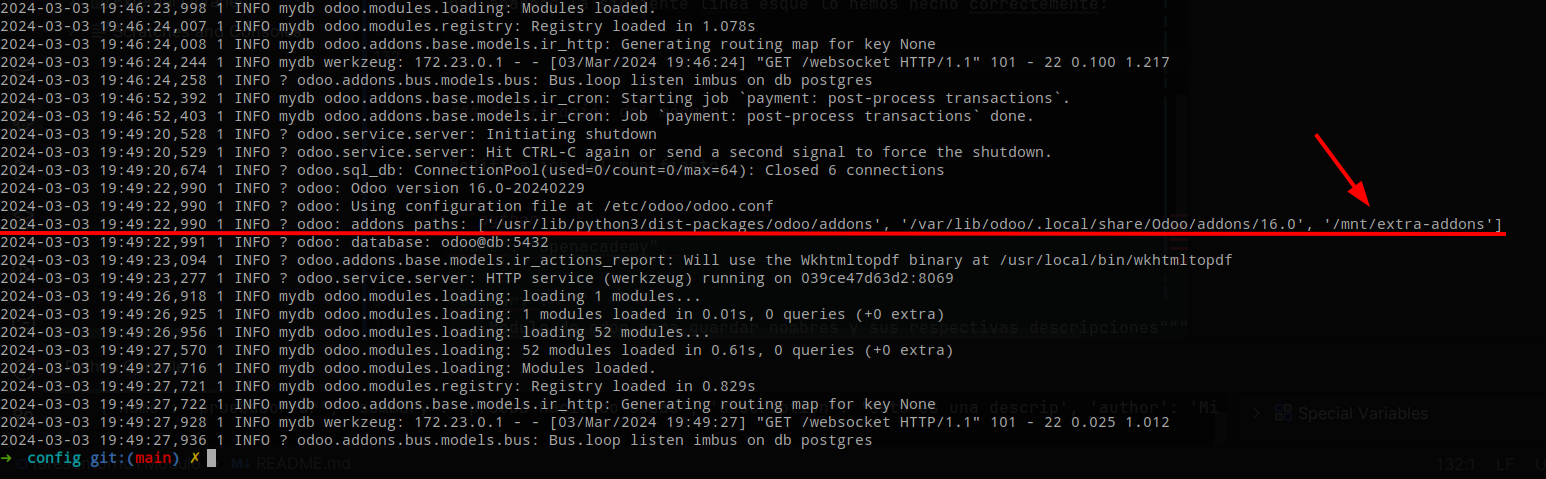 2024-03-03 19:46:23,998 1 INFO mydb odoo.modules.loading: Modules loaded.
2024-03-03 19:46:24,007 1 INFO mydb odoo.modules.registry: Registry loaded in 1.078s
2024-03-03 19:46:24,008 1 INFO mydb odoo.addons.base.models.ir_http: Generating routing map for key None
2024-03-03 19:46:24,244 1 INFO mydb werkzeug: 172.23.0.1 - - [03/Mar/2024 19:46:24] "GET /websocket HTTP/1.1" 101 - 22 0.100 1.217
2024-03-03 19:46:24,258 1 INFO ? odoo.addons.bus.models.bus: Bus.loop listen imbus on db postgres
2024-03-03 19:46:52,392 1 INFO mydb odoo.addons.base.models.ir_cron: Starting job `payment: post-process transactions`.
2024-03-03 19:46:52,403 1 INFO mydb odoo.addons.base.models.ir_cron: Job `payment: post-process transactions` done.
2024-03-03 19:49:20,528 1 INFO ? odoo.service.server: Initiating shutdown
2024-03-03 19:49:20,529 1 INFO ? odoo.service.server: Hit CTRL-C again or send a second signal to force the shutdown.
2024-03-03 19:49:20,674 1 INFO ? odoo.sql_db: ConnectionPool(used=0/count=0/max=64): Closed 6 connections
2024-03-03 19:49:22,990 1 INFO ? odoo: Odoo version 16.0-20240229
2024-03-03 19:49:22,990 1 INFO ? odoo: Using configuration file at /etc/odoo/odoo.conf
2024-03-03 19:49:22,990 1 INFO ? odoo: addons paths: ['/usr/lib/python3/dist-packages/odoo/addons', '/var/lib/odoo/.local/share/Odoo/addons/16.0', '/mnt/extra-addons']
2024-03-03 19:49:22,991 1 INFO ? odoo: database: odoo@db:5432
2024-03-03 19:49:23,094 1 INFO ? odoo.addons.base.models.ir_actions_report: Will use the Wkhtmltopdf binary at /usr/local/bin/wkhtmltopdf
2024-03-03 19:49:23,277 1 INFO ? odoo.service.server: HTTP service (werkzeug) running on 039ce47d63d2:8069
2024-03-03 19:49:26,918 1 INFO mydb odoo.modules.loading: loading 1 modules...
2024-03-03 19:49:26,925 1 INFO mydb odoo.modules.loading: 1 modules loaded in 0.01s, 0 queries (+0 extra)
2024-03-03 19:49:26,956 1 INFO mydb odoo.modules.loading: loading 52 modules...
2024-03-03 19:49:27,570 1 INFO mydb odoo.modules.loading: 52 modules loaded in 0.61s, 0 queries (+0 extra)
2024-03-03 19:49:27,716 1 INFO mydb odoo.modules.loading: Modules loaded.
2024-03-03 19:49:27,721 1 INFO mydb odoo.modules.registry: Registry loaded in 0.829s
2024-03-03 19:49:27,722 1 INFO mydb odoo.addons.base.models.ir_http: Generating routing map for key None
Special Variables
2024-03-03 19:49:27,928 1 INFO mydb werkzeug: 172.23.0.1 - - [03/Mar/2024 19:49:27] "GET /websocket HTTP/1.1" 101 - 22 0.025 1.012
2024-03-03 19:49:27,936 1 INFO ? odoo.addons.bus.models.bus: Bus.loop listen imbus on db postgres
➜ config git:(main) ✗
README.md
132:1 LF